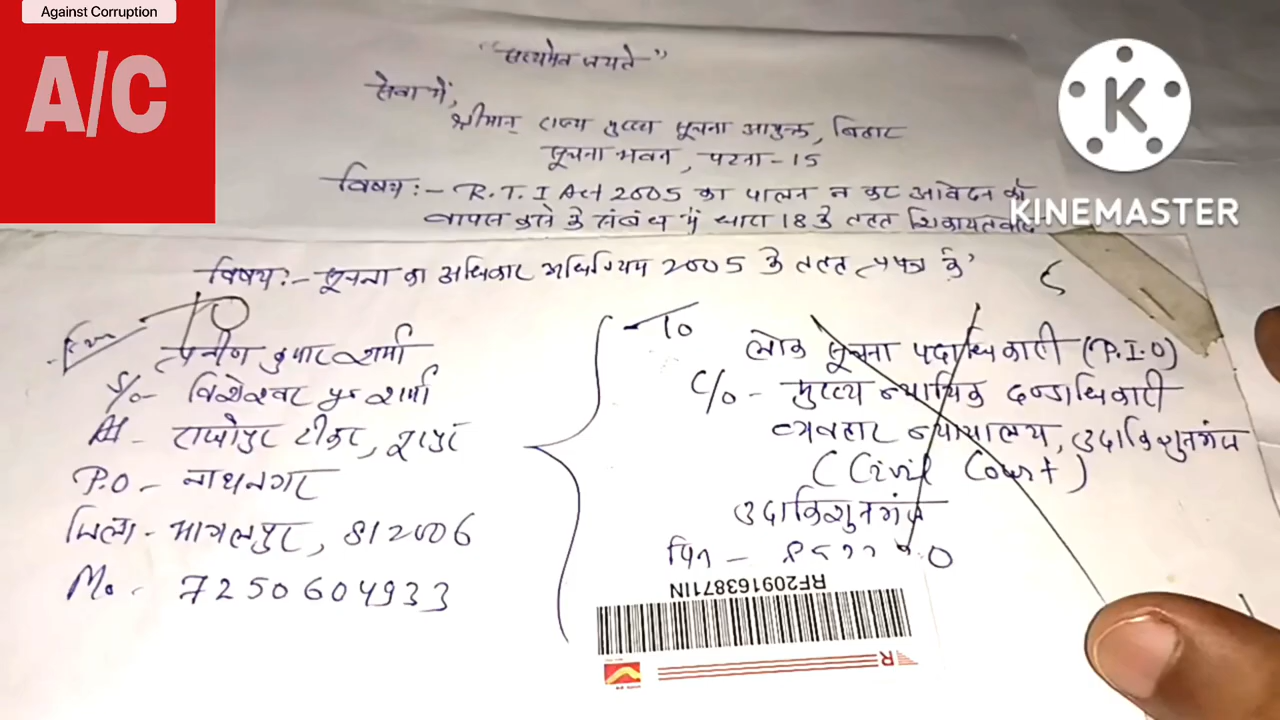 Against Corruption
A/C
K
KINEMASTER
"सत्यमेव जयते"
सेवा में,
श्रीमान् राज्य मुख्य सूचना आयुक्त, बिहार
सूचना भवन, पटना - 15
विषय :- R.T.I Act 2005 का पालन न कर आवेदन को
वापस करने के संबंध में धारा 18 के तहत शिकायतवाद
विषय :- सूचना का अधिकार अधिनियम 2005 के तहत प्रपत्र 'क'
From
प्रवीण कुमार शर्मा
S/o - विशेश्वर प्र० शर्मा
टीकर,
P.O - नाथनगर
जिला - भागलपुर, 812006
Mo - 7250604933
To
लोक सूचना पदाधिकारी (P.I.O)
C/o - मुख्य न्यायिक दण्डाधिकारी
व्यवहार न्यायालय, उदाकिशुनगंज
(Civil Court)
उदाकिशुनगंज
पिन -
RF209163871IN
R